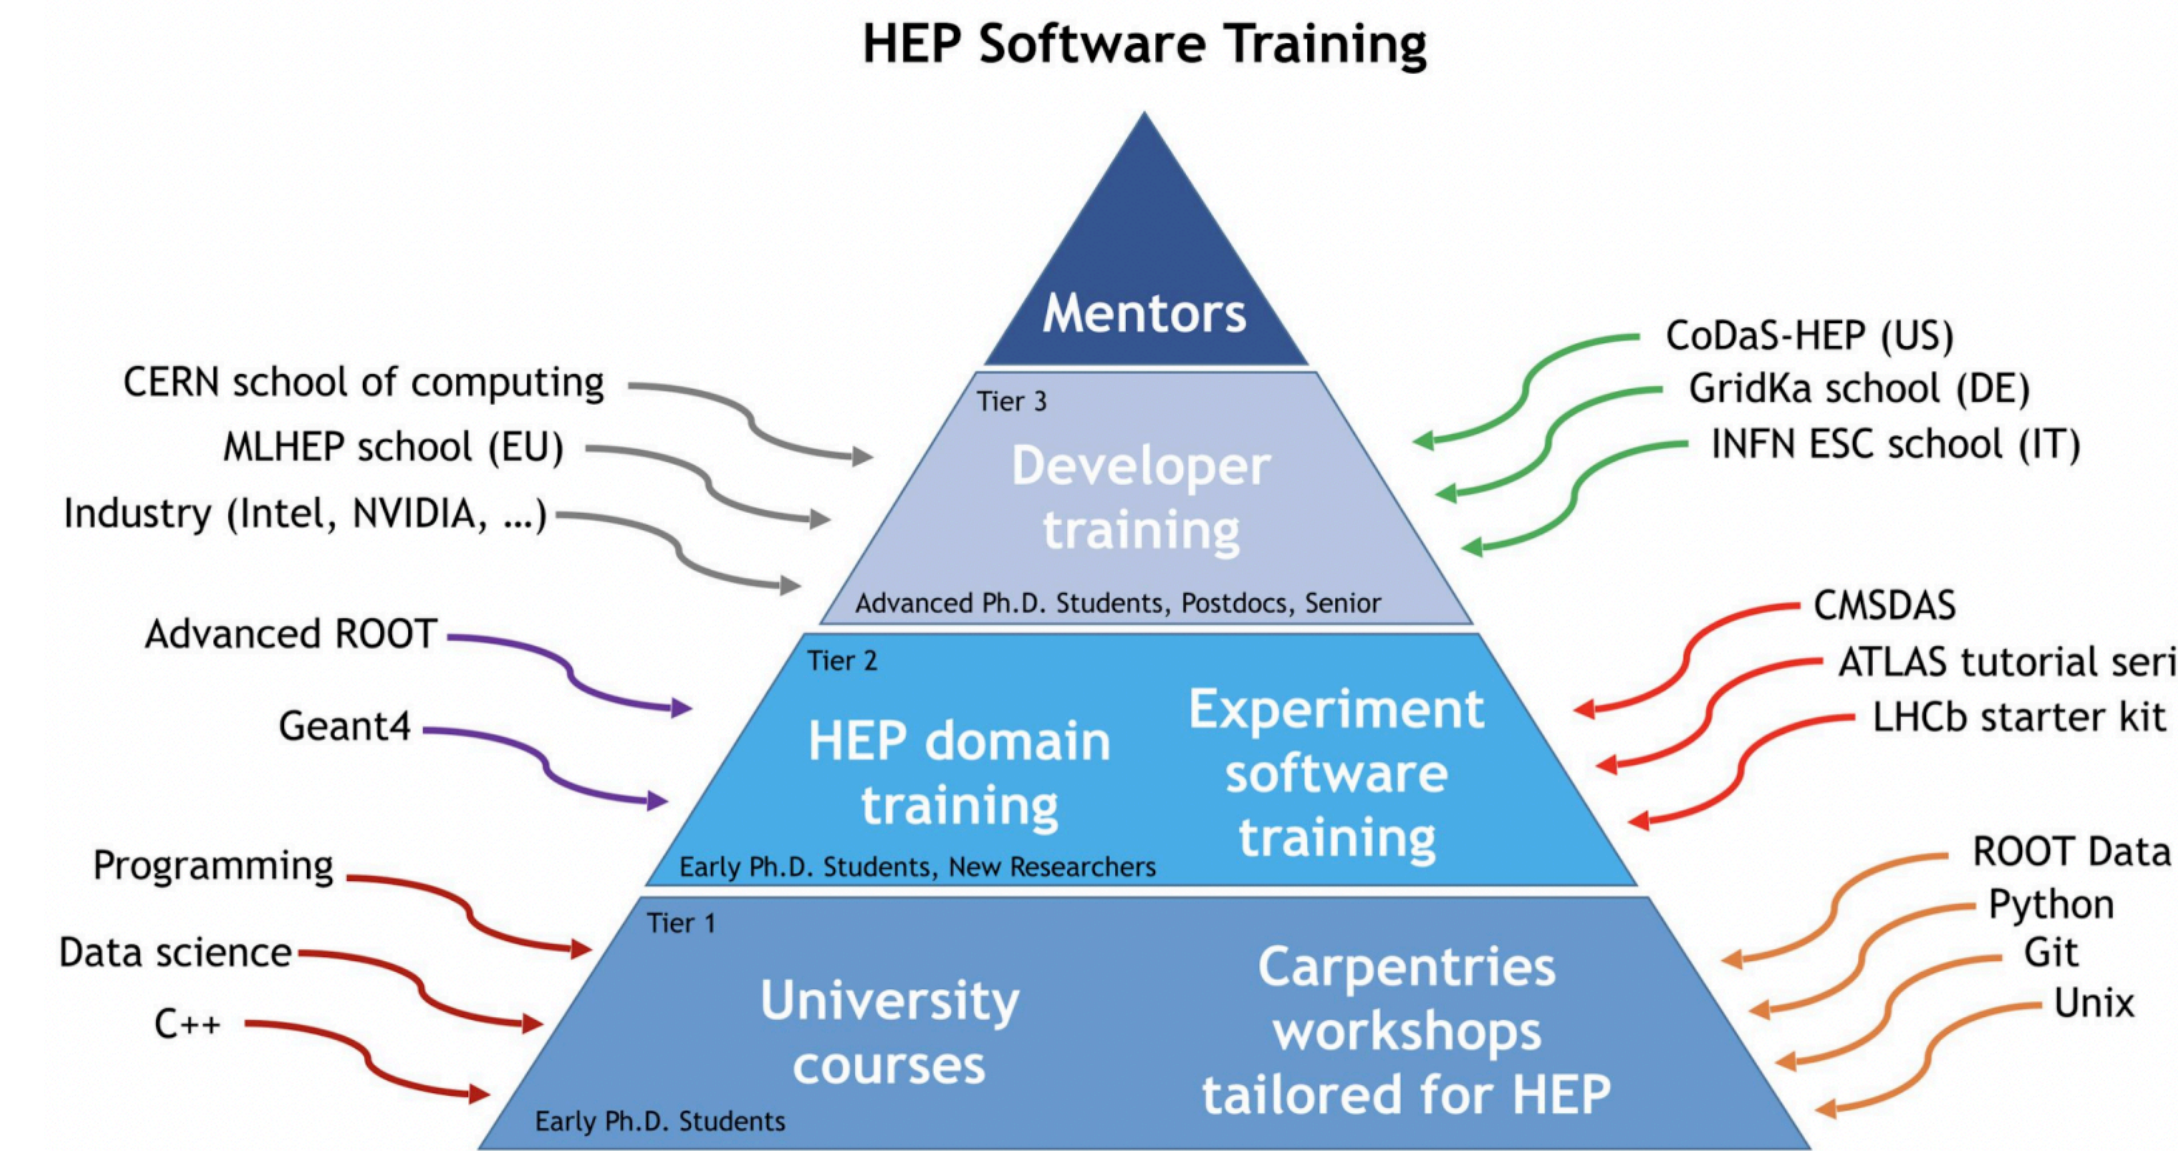 HEP Software Training
Mentors
CERN school of computing
MLHEP school (EU)
Industry (Intel, NVIDIA, ...)
CoDaS-HEP (US)
GridKa school (DE)
INFN ESC school (IT)
Tier 3
Developer
training
Advanced Ph.D. Students, Postdocs, Senior
Advanced ROOT
Geant4
CMSDAS
ATLAS tutorial seri
LHCb starter kit
Tier 2
HEP domain
training
Experiment
software
training
Early Ph.D. Students, New Researchers
Programming
Data science
C++
ROOT Data
Python
Git
Unix
Tier 1
University
courses
Carpentries
workshops
tailored for HEP
Early Ph.D. Students